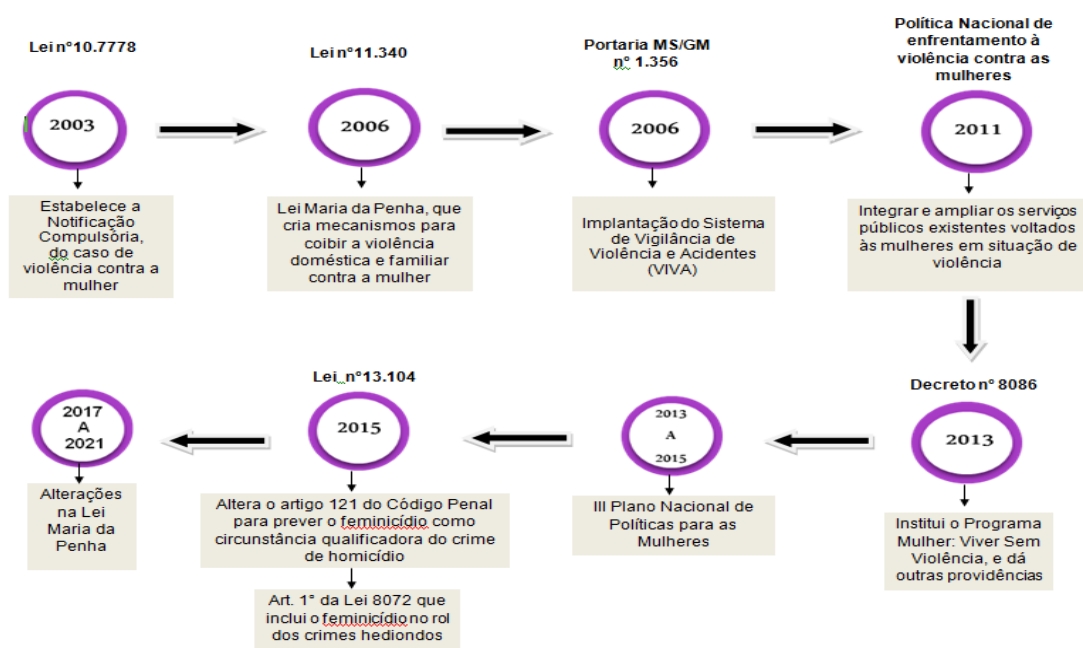 Lei n°10.7778
2003
Estabelece a
Notificação
Compulsória,
do caso de
violência contra a
mulher
Lei n°11.340
2006
Lei Maria da Penha, que
cria mecanismos para
coibir a violência
doméstica e familiar
contra a mulher
Portaria MS/GM
nº 1.356
2006
Implantação do Sistema
de Vigilância de
Violência e Acidentes
(VIVA)
Política Nacional de
enfrentamento à
violência contra as
mulheres
2011
Integrar e ampliar os serviços
públicos existentes voltados
às mulheres em situação de
violência
Decreto n° 8086
2013
Institui o Programa
Mulher: Viver Sem
Violência, e dá
outras providências
2013
A
2015
III Plano Nacional de
Políticas para as
Mulheres
Lei n°13.104
2015
Altera o artigo 121 do Código Penal
para prever o feminicídio como
circunstância qualificadora do crime
de homicídio
Art. 1° da Lei 8072 que
inclui o feminicídio no rol
dos crimes hediondos
2017
A
2021
Alterações
na Lei
Maria da
Penha